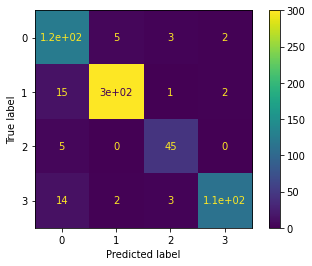 300
0 1.2e+02 5 3 2
250
1 15 3e+02 1 2
200
150
2 5 0 45 0
100
3 14 2 3 1.1e+02
50
0
0 1 2 3
Predicted label
True label